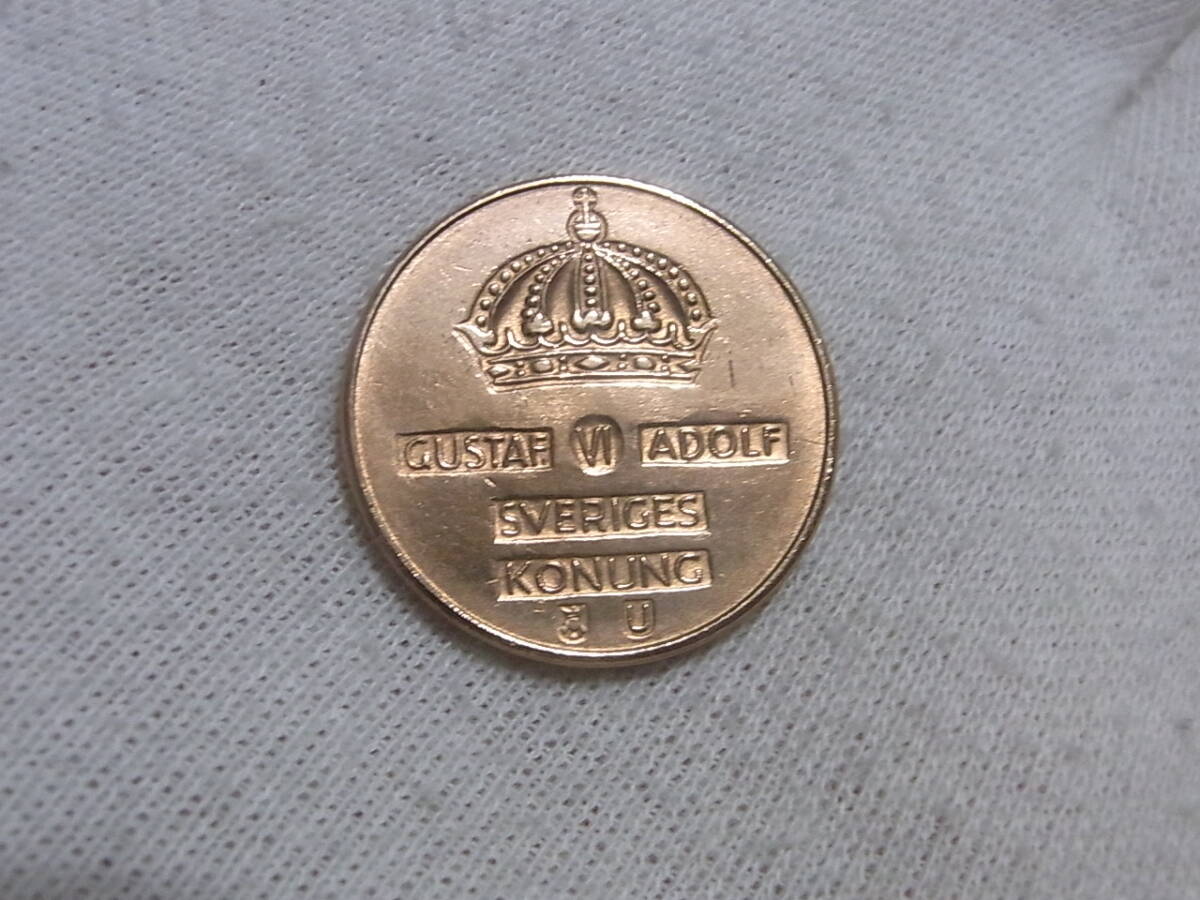 GUSTAF VI ADOLF
SVERIGES
KONUNG
U